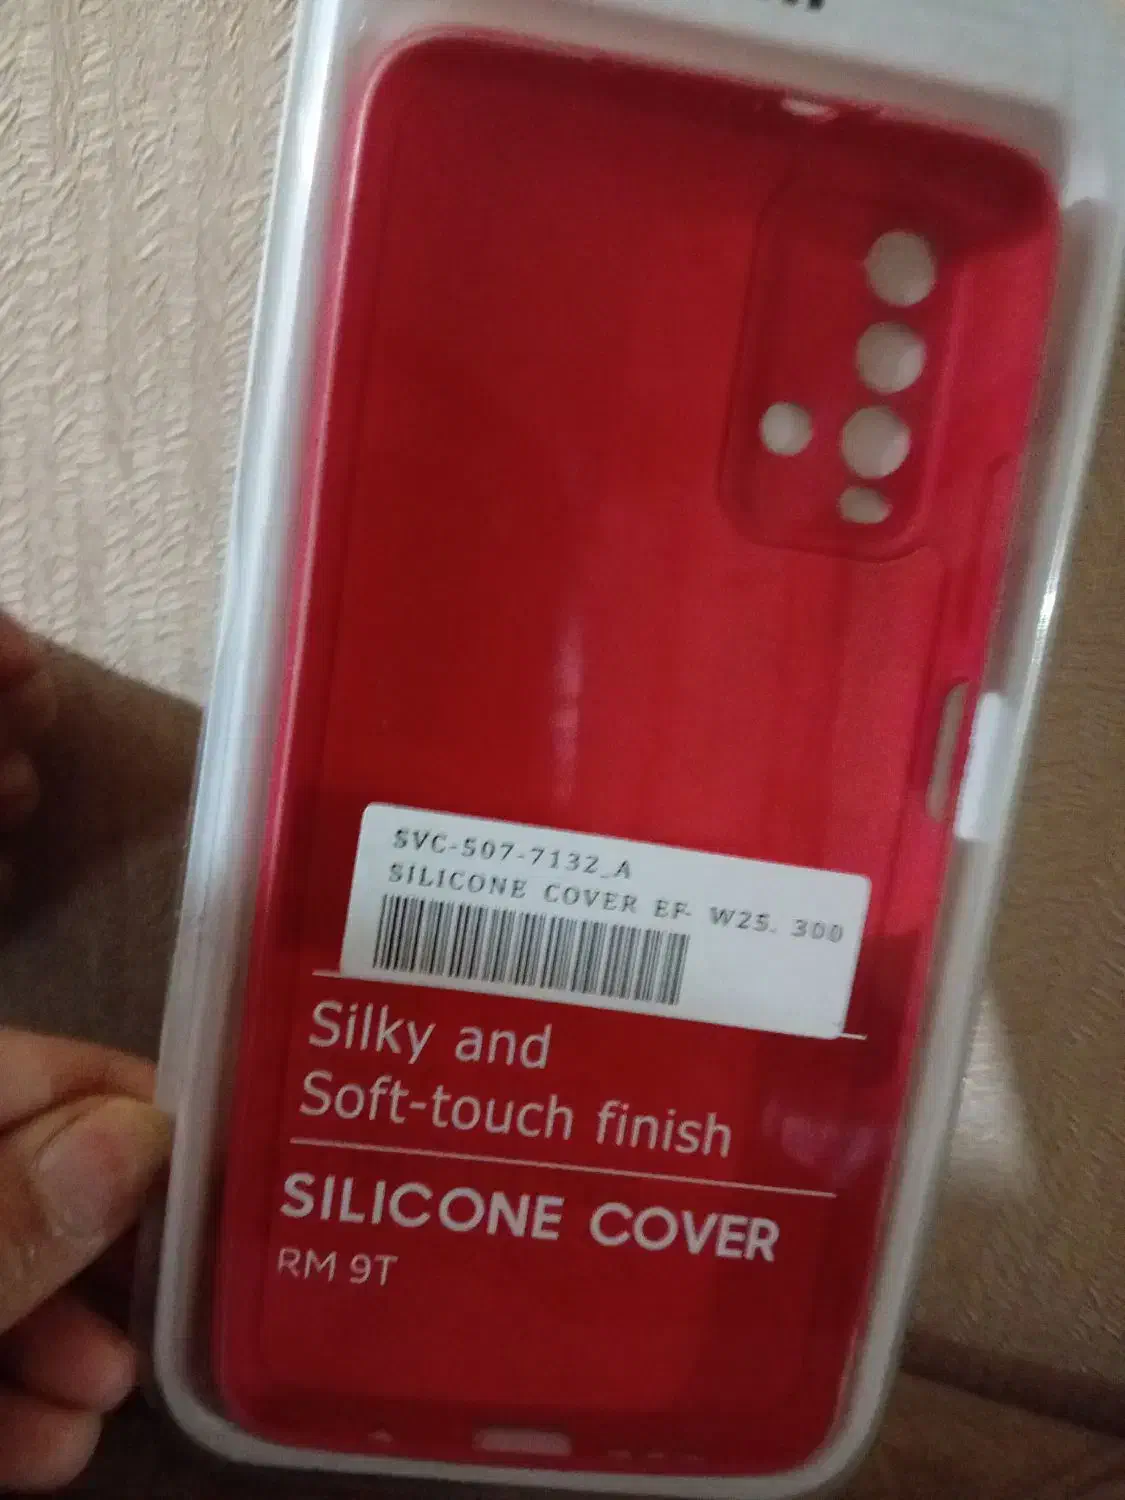 SVC-507-7132_A
SILICONE COVER EF- W25. 300
Silky and
Soft-touch finish
SILICONE COVER
RM 9T